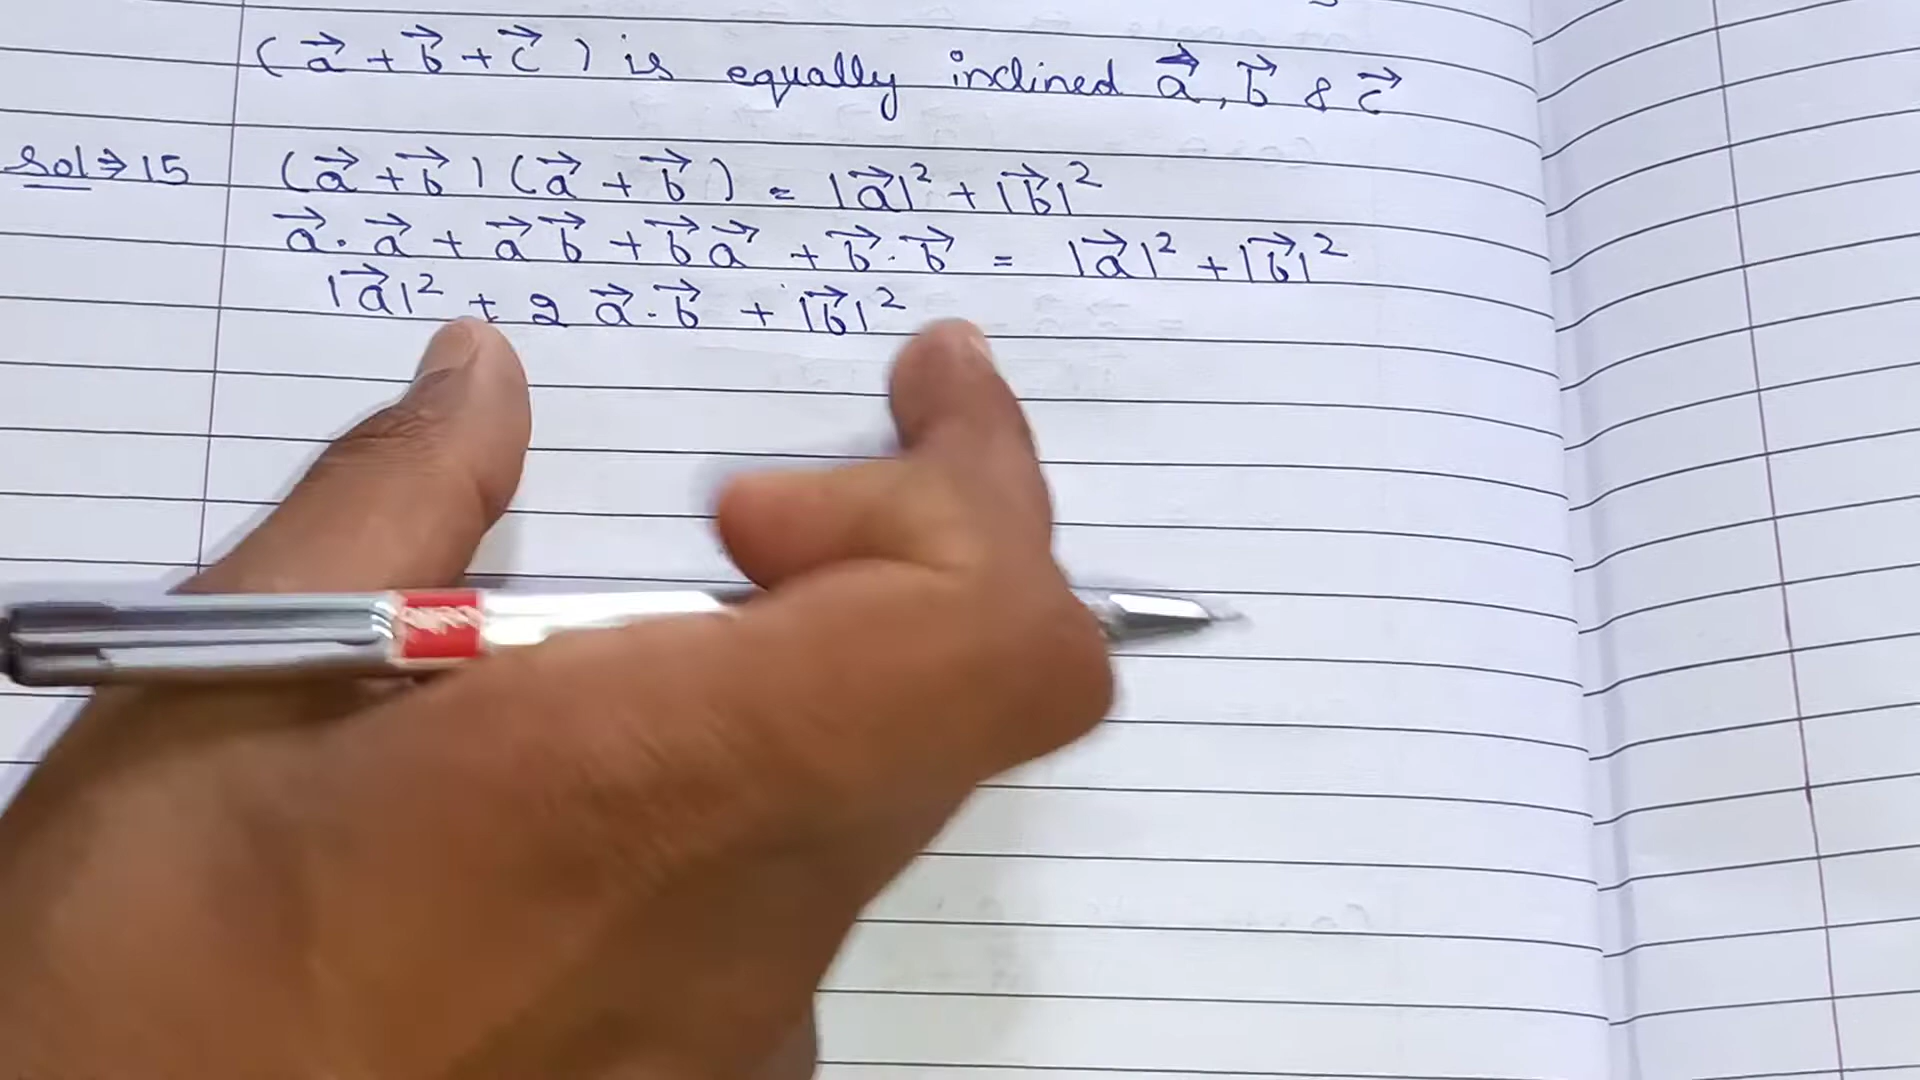 (a⃗ + b⃗ + c⃗ ) is equally inclined a⃗, b⃗ & c⃗
Sol ⇒ 15 (a⃗ + b⃗ ) (a⃗ + b⃗ ) = |a⃗|² + |b⃗|²
a⃗ . a⃗ + a⃗ b⃗ + b⃗ a⃗ + b⃗ . b⃗ = |a⃗|² + |b⃗|²
|a⃗|² + 2 a⃗ . b⃗ + |b⃗|²